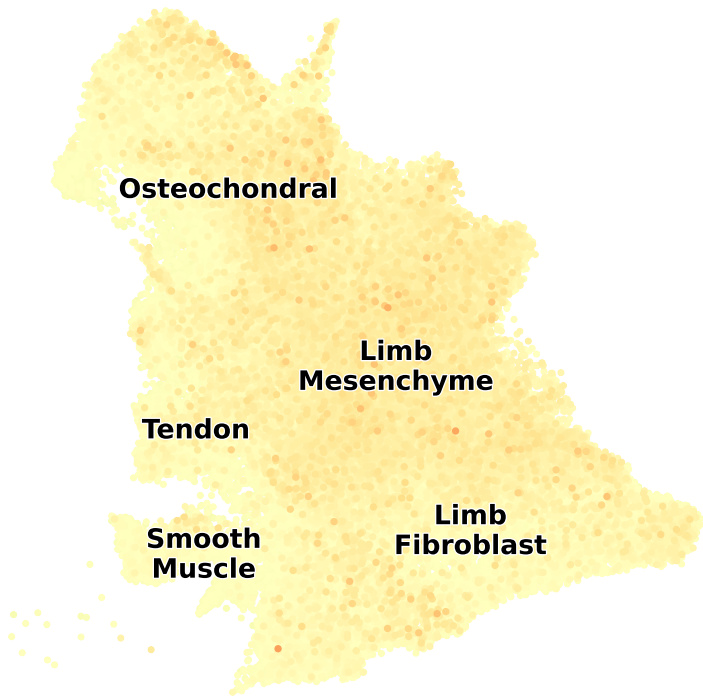 Osteochondral
Limb
Mesenchyme
Tendon
Limb
Fibroblast
Smooth
Muscle